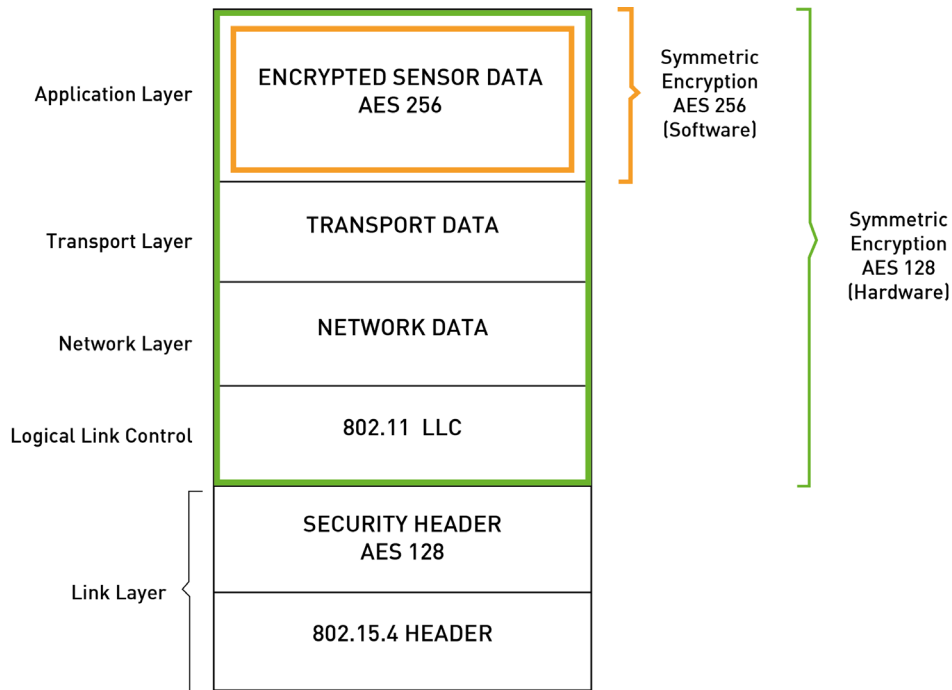 Application Layer
ENCRYPTED SENSOR DATA
AES 256
Symmetric
Encryption
AES 256
(Software)
Transport Layer
TRANSPORT DATA
Symmetric
Encryption
AES 128
(Hardware)
Network Layer
NETWORK DATA
Logical Link Control
802.11 LLC
Link Layer
SECURITY HEADER
AES 128
802.15.4 HEADER